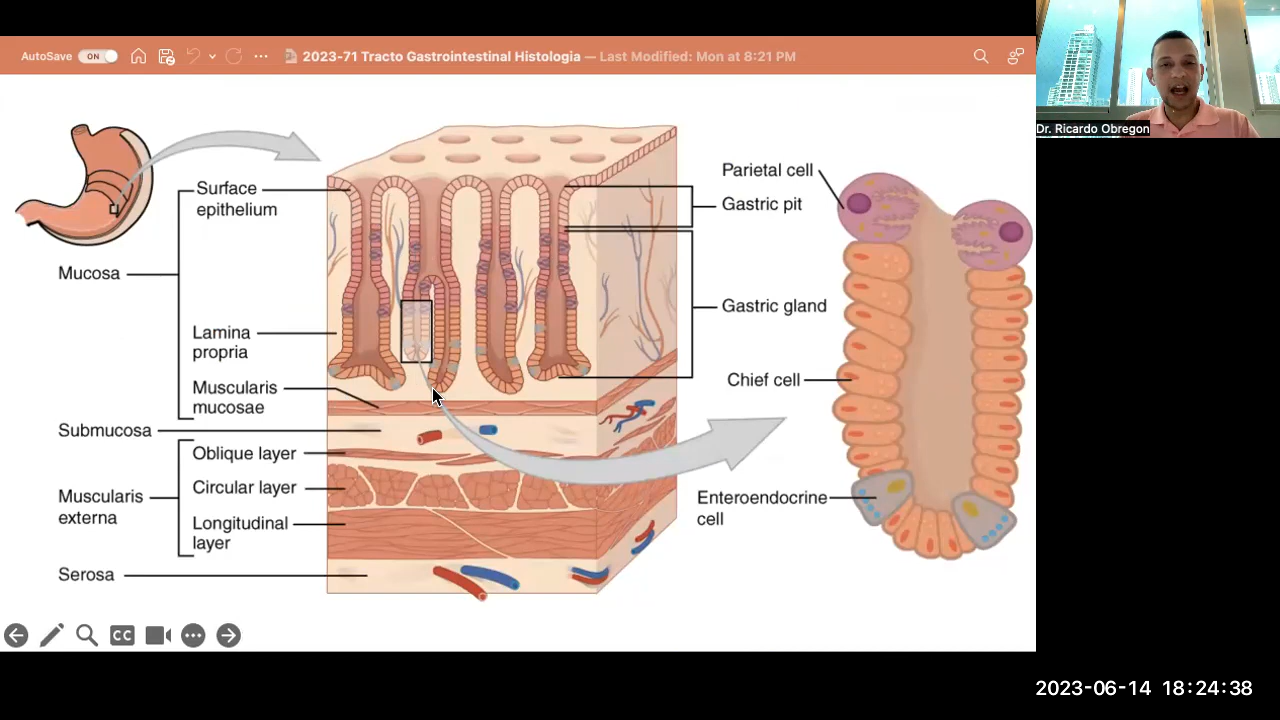 AutoSave ON 2023-71 Tracto Gastrointestinal Histologia — Last Modified: Mon at 8:21 PM
Dr. Ricardo Obregon
Surface
epithelium
Mucosa
Lamina
propria
Muscularis
mucosae
Submucosa
Oblique layer
Muscularis
externa
Circular layer
Longitudinal
layer
Serosa
Parietal cell
Gastric pit
Gastric gland
Chief cell
Enteroendocrine
cell
CC
2023-06-14 18:24:38